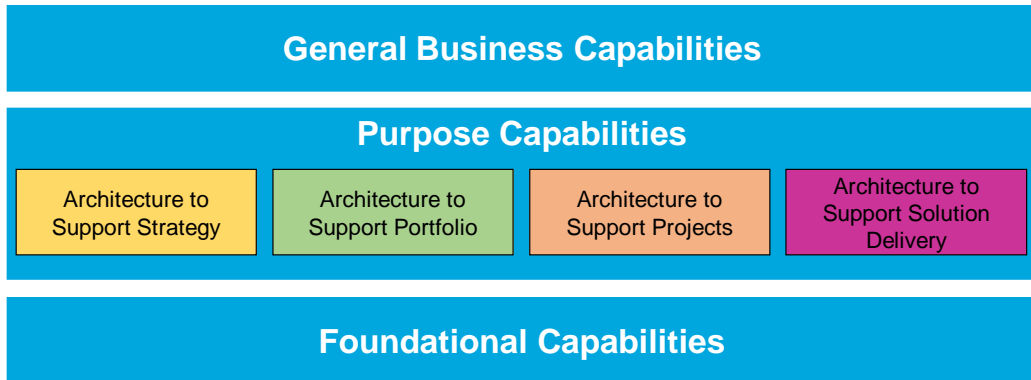 General Business Capabilities
Purpose Capabilities
Architecture to
Support Strategy
Architecture to
Support Portfolio
Architecture to
Support Projects
Architecture to
Support Solution
Delivery
Foundational Capabilities